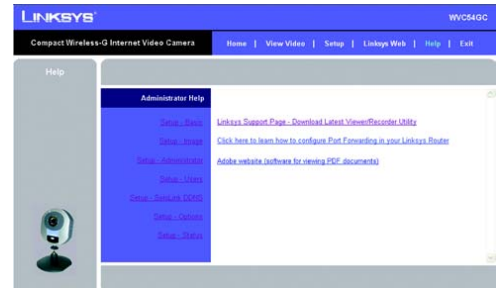 LINKSYS®
WVC54GC
Compact Wireless-G Internet Video Camera
Home | View Video | Setup | Linksys Web | Help | Exit
Help
Administrator Help
Setup - Basic
Setup - Image
Setup - Administrator
Setup - Users
Setup - SoloLink DDNS
Setup - Options
Setup - Status
Linksys Support Page - Download Latest Viewer/Recorder Utility
Click here to learn how to configure Port Forwarding in your Linksys Router
Adobe website (software for viewing PDF documents)